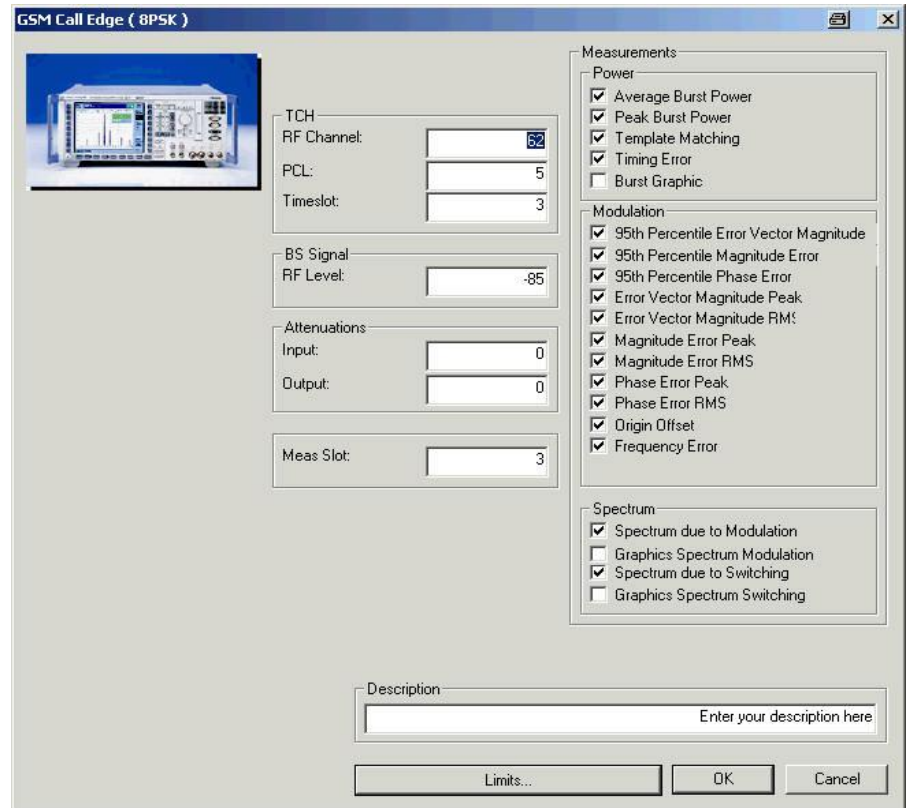 GSM Call Edge ( 8PSK )
TCH
RF Channel: 62
PCL: 5
Timeslot: 3
BS Signal
RF Level: -85
Attenuations
Input: 0
Output: 0
Meas Slot: 3
Measurements
Power
Average Burst Power
Peak Burst Power
Template Matching
Timing Error
Burst Graphic
Modulation
95th Percentile Error Vector Magnitude
95th Percentile Magnitude Error
95th Percentile Phase Error
Error Vector Magnitude Peak
Error Vector Magnitude RMS
Magnitude Error Peak
Magnitude Error RMS
Phase Error Peak
Phase Error RMS
Origin Offset
Frequency Error
Spectrum
Spectrum due to Modulation
Graphics Spectrum Modulation
Spectrum due to Switching
Graphics Spectrum Switching
Description
Enter your description here
Limits...
OK
Cancel